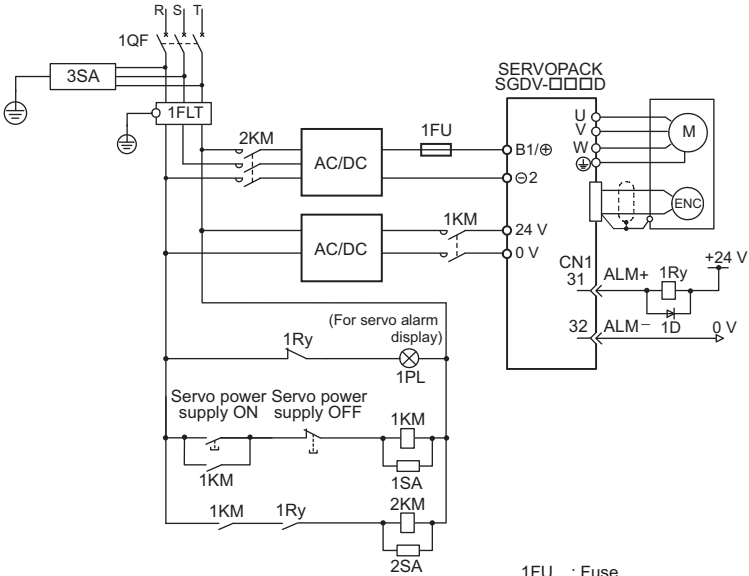 R S T
1QF
3SA
1FLT
2KM
AC/DC
1FU
SERVOPACK
SGDV-□□□D
B1/⊕
⊖2
U
V
W
M
ENC
AC/DC
1KM
24 V
0 V
CN1
31
ALM+
1Ry
+24 V
1D
32
ALM−
0 V
(For servo alarm
display)
1Ry
1PL
Servo power
supply ON
Servo power
supply OFF
1KM
1KM
1SA
1KM
1Ry
2KM
2SA
1FU : Fuse